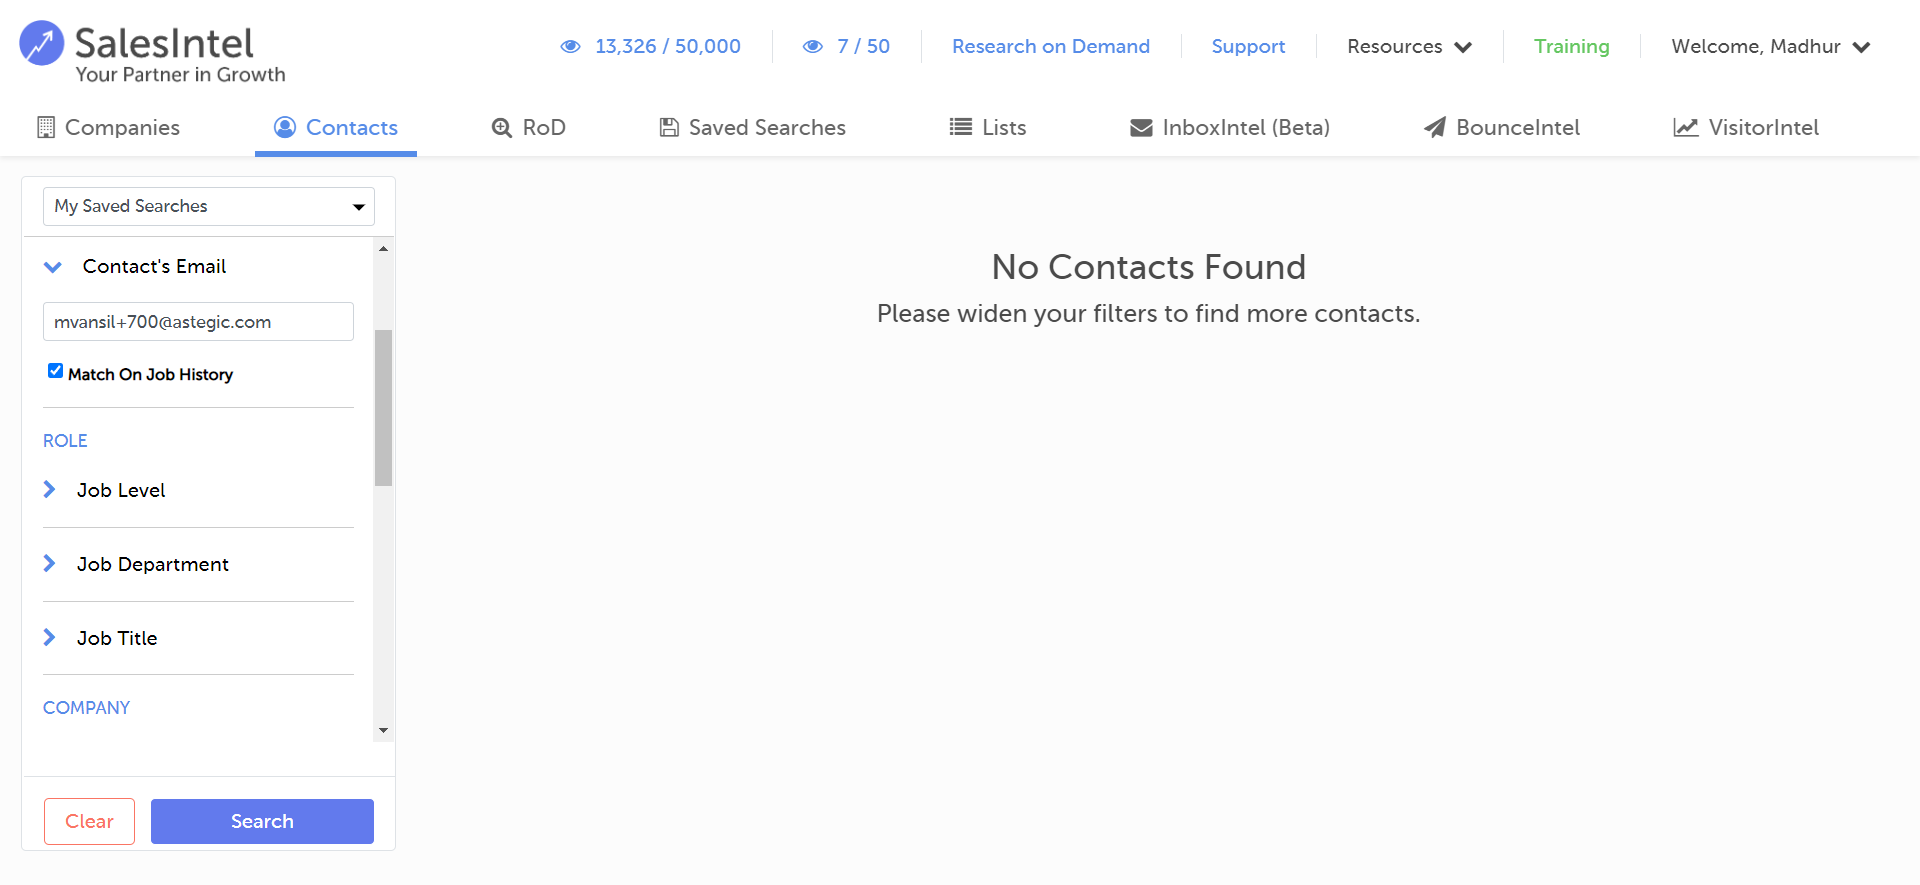 SalesIntel
Your Partner in Growth
13,326 / 50,000
7 / 50
Research on Demand
Support
Resources
Training
Welcome, Madhur
Companies
Contacts
RoD
Saved Searches
Lists
InboxIntel (Beta)
BounceIntel
VisitorIntel
My Saved Searches
Contact's Email
mvansil+700@astegic.com
Match On Job History
ROLE
Job Level
Job Department
Job Title
COMPANY
Clear
Search
No Contacts Found
Please widen your filters to find more contacts.